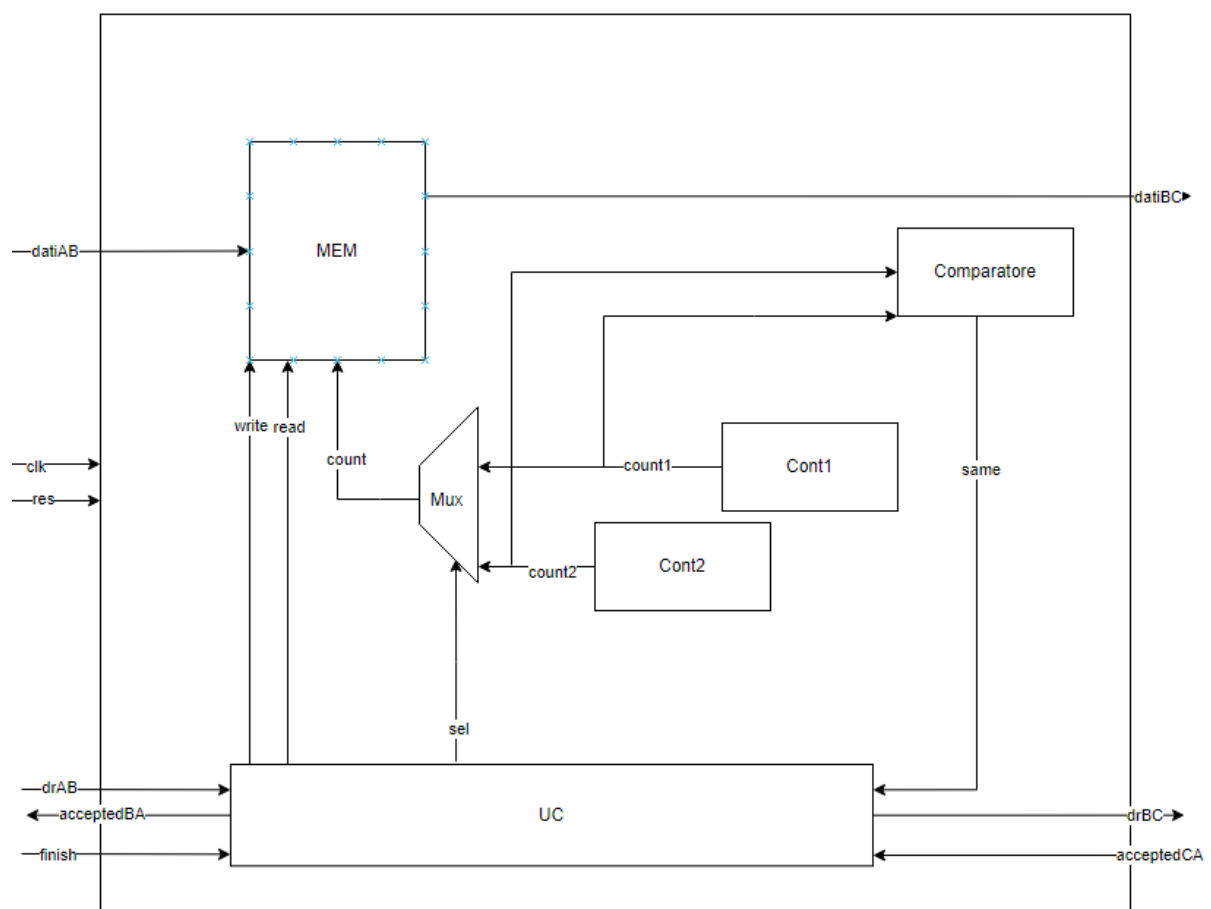 datiBC
datiAB
MEM
Comparatore
write
read
count
clk
res
Mux
count1
Cont1
same
count2
Cont2
sel
drAB
acceptedBA
finish
UC
drBC
acceptedCA